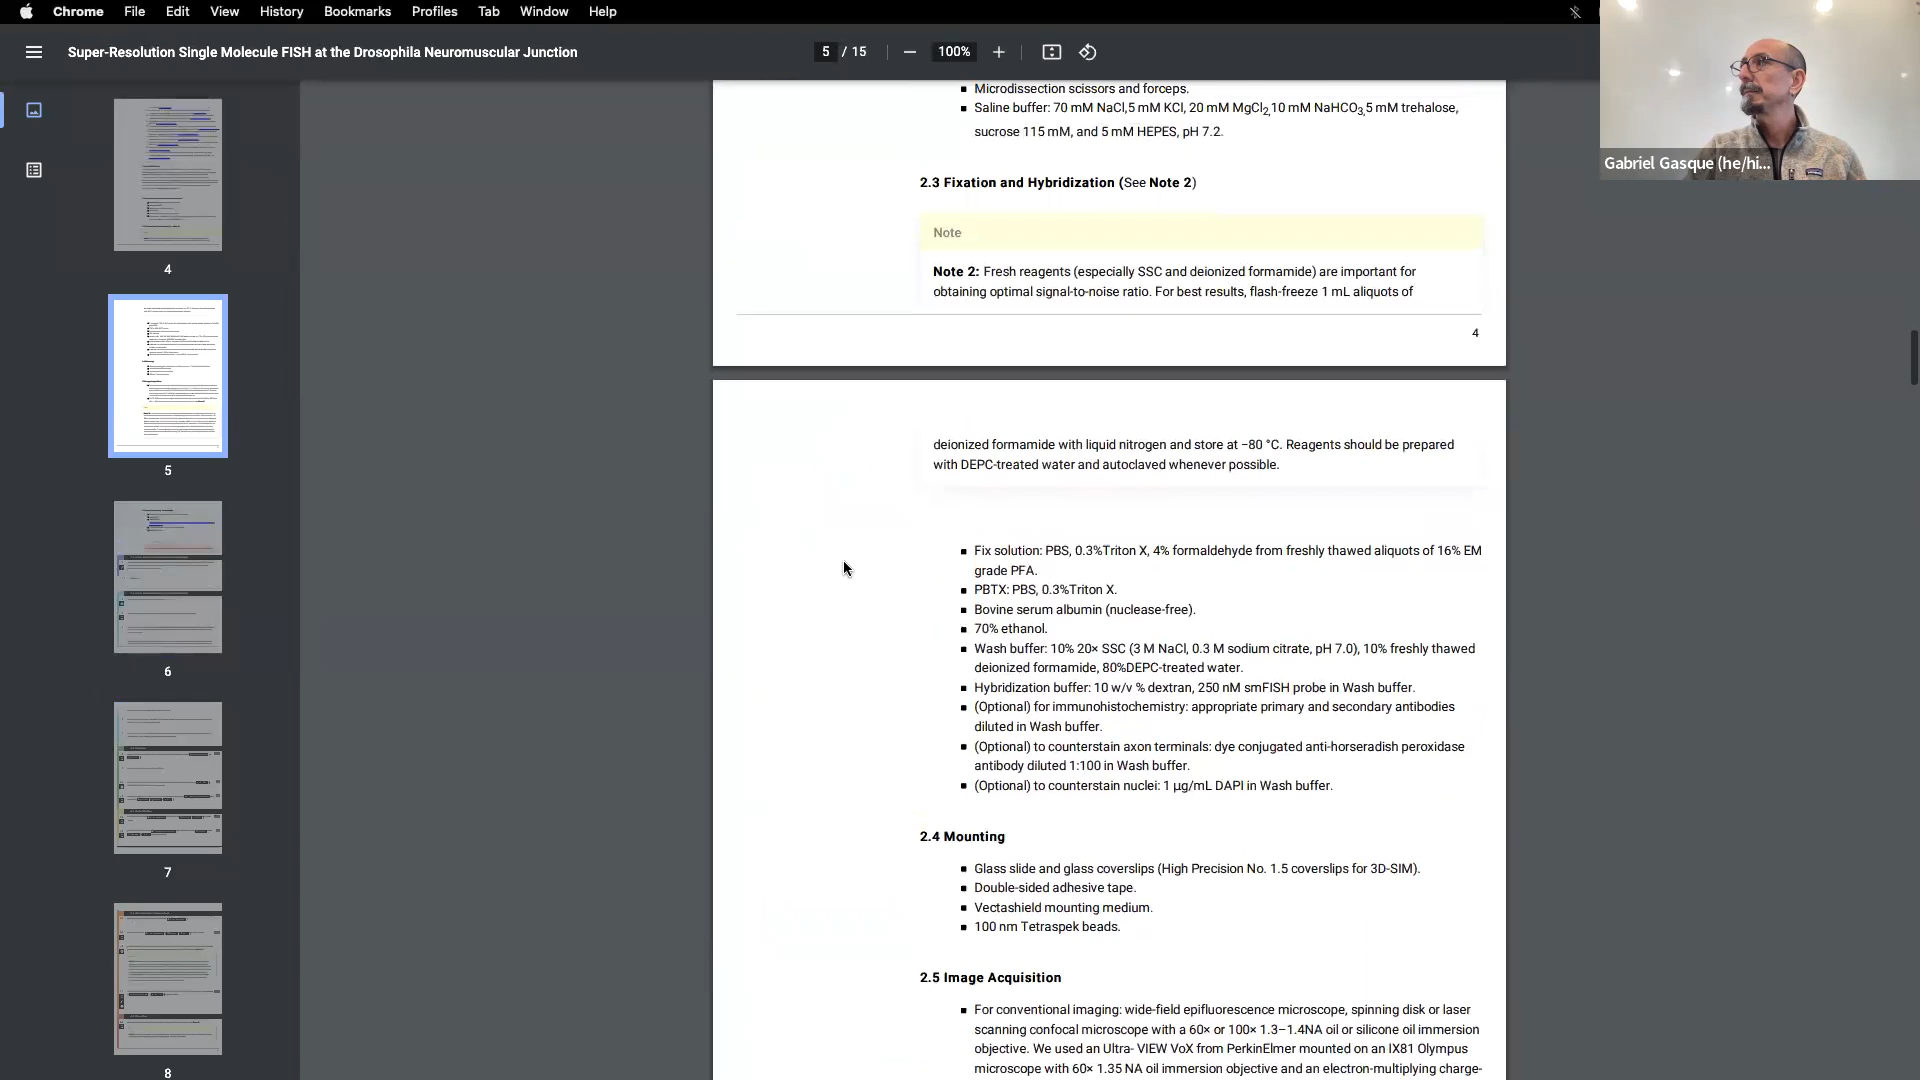 Chrome File Edit View History Bookmarks Profiles Tab Window Help
Super-Resolution Single Molecule FISH at the Drosophila Neuromuscular Junction
5 / 15
100%
Gabriel Gasque (he/hi...
4
5
6
7
8
Microdissection scissors and forceps.
Saline buffer: 70 mM NaCl,5 mM KCl, 20 mM MgCl2,10 mM NaHCO3,5 mM trehalose,
sucrose 115 mM, and 5 mM HEPES, pH 7.2.
2.3 Fixation and Hybridization (See Note 2)
Note
Note 2: Fresh reagents (especially SSC and deionized formamide) are important for
obtaining optimal signal-to-noise ratio. For best results, flash-freeze 1 mL aliquots of
4
deionized formamide with liquid nitrogen and store at −80 °C. Reagents should be prepared
with DEPC-treated water and autoclaved whenever possible.
Fix solution: PBS, 0.3%Triton X, 4% formaldehyde from freshly thawed aliquots of 16% EM
grade PFA.
PBTX: PBS, 0.3%Triton X.
Bovine serum albumin (nuclease-free).
70% ethanol.
Wash buffer: 10% 20× SSC (3 M NaCl, 0.3 M sodium citrate, pH 7.0), 10% freshly thawed
deionized formamide, 80%DEPC-treated water.
Hybridization buffer: 10 w/v % dextran, 250 nM smFISH probe in Wash buffer.
(Optional) for immunohistochemistry: appropriate primary and secondary antibodies
diluted in Wash buffer.
(Optional) to counterstain axon terminals: dye conjugated anti-horseradish peroxidase
antibody diluted 1:100 in Wash buffer.
(Optional) to counterstain nuclei: 1 μg/mL DAPI in Wash buffer.
2.4 Mounting
Glass slide and glass coverslips (High Precision No. 1.5 coverslips for 3D-SIM).
Double-sided adhesive tape.
Vectashield mounting medium.
100 nm Tetraspek beads.
2.5 Image Acquisition
For conventional imaging: wide-field epifluorescence microscope, spinning disk or laser
scanning confocal microscope with a 60× or 100× 1.3–1.4NA oil or silicone oil immersion
objective. We used an Ultra- VIEW VoX from PerkinElmer mounted on an IX81 Olympus
microscope with 60× 1.35 NA oil immersion objective and an electron-multiplying charge-